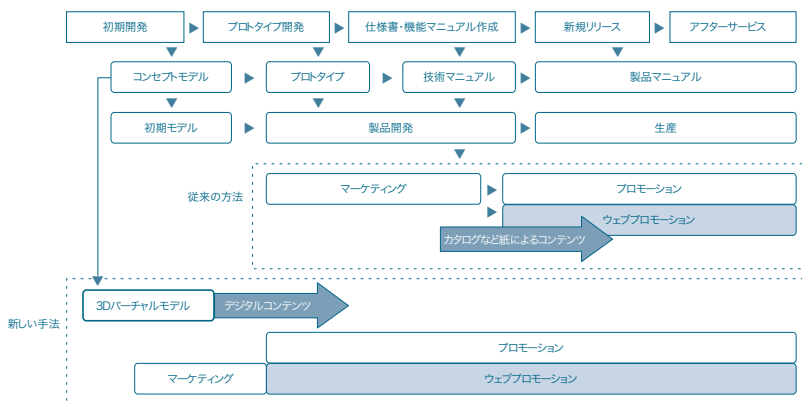 初期開発
プロトタイプ開発
仕様書・機能マニュアル作成
新規リリース
アフターサービス
コンセプトモデル
プロトタイプ
技術マニュアル
製品マニュアル
初期モデル
製品開発
生産
従来の方法
マーケティング
プロモーション
ウェブプロモーション
カタログなど紙によるコンテンツ
新しい手法
3Dバーチャルモデル
デジタルコンテンツ
プロモーション
マーケティング
ウェブプロモーション